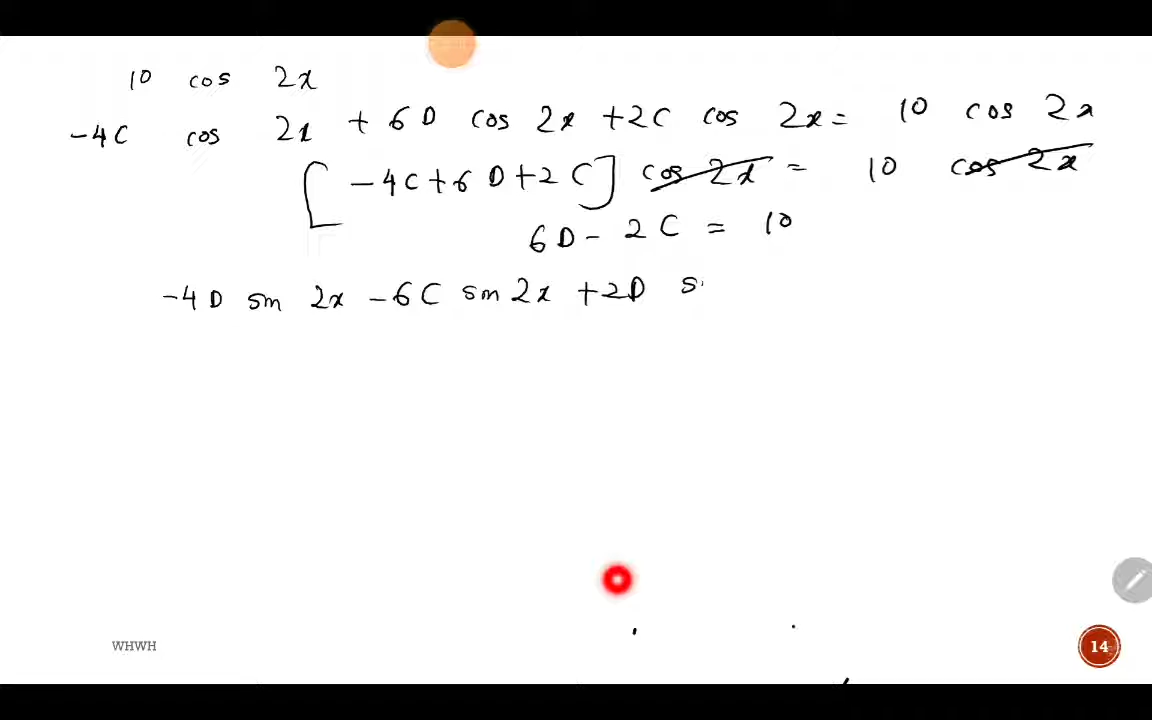 10 cos 2x
-4C cos 2x + 6D cos 2x +2C cos 2x = 10 cos 2x
[-4C+6D+2C] cos 2x = 10 cos 2x
6D - 2C = 10
-4D sin 2x -6C sin 2x +2D s
WHWH
14